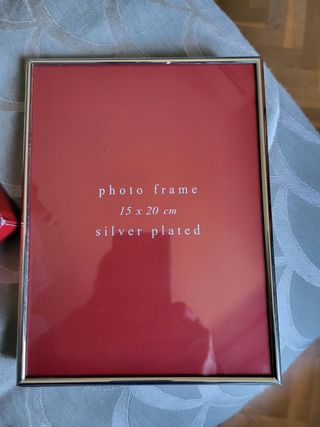 photo frame
15 x 20 cm
silver plated